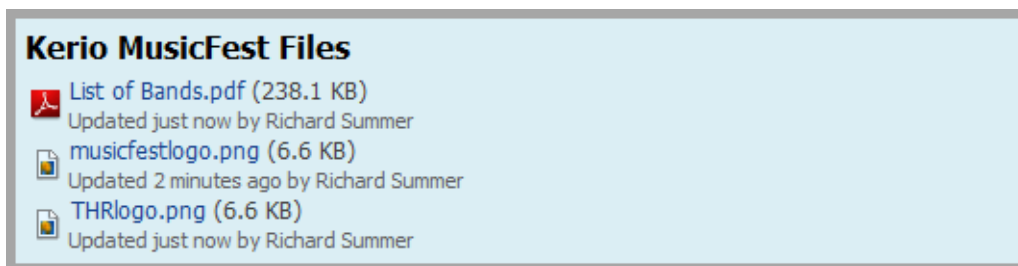 Kerio MusicFest Files
List of Bands.pdf (238.1 KB)
Updated just now by Richard Summer
musicfestlogo.png (6.6 KB)
Updated 2 minutes ago by Richard Summer
THRlogo.png (6.6 KB)
Updated just now by Richard Summer